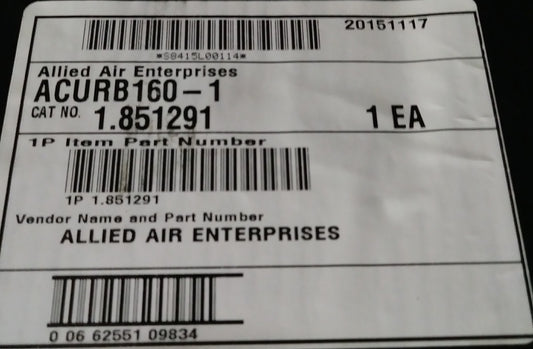 20151117
*S8415L00114*
Allied Air Enterprises
ACURB160-1
CAT NO. 1.851291 1 EA
1P Item Part Number
1P 1.851291
Vendor Name and Part Number
ALLIED AIR ENTERPRISES
0 06 62551 09834